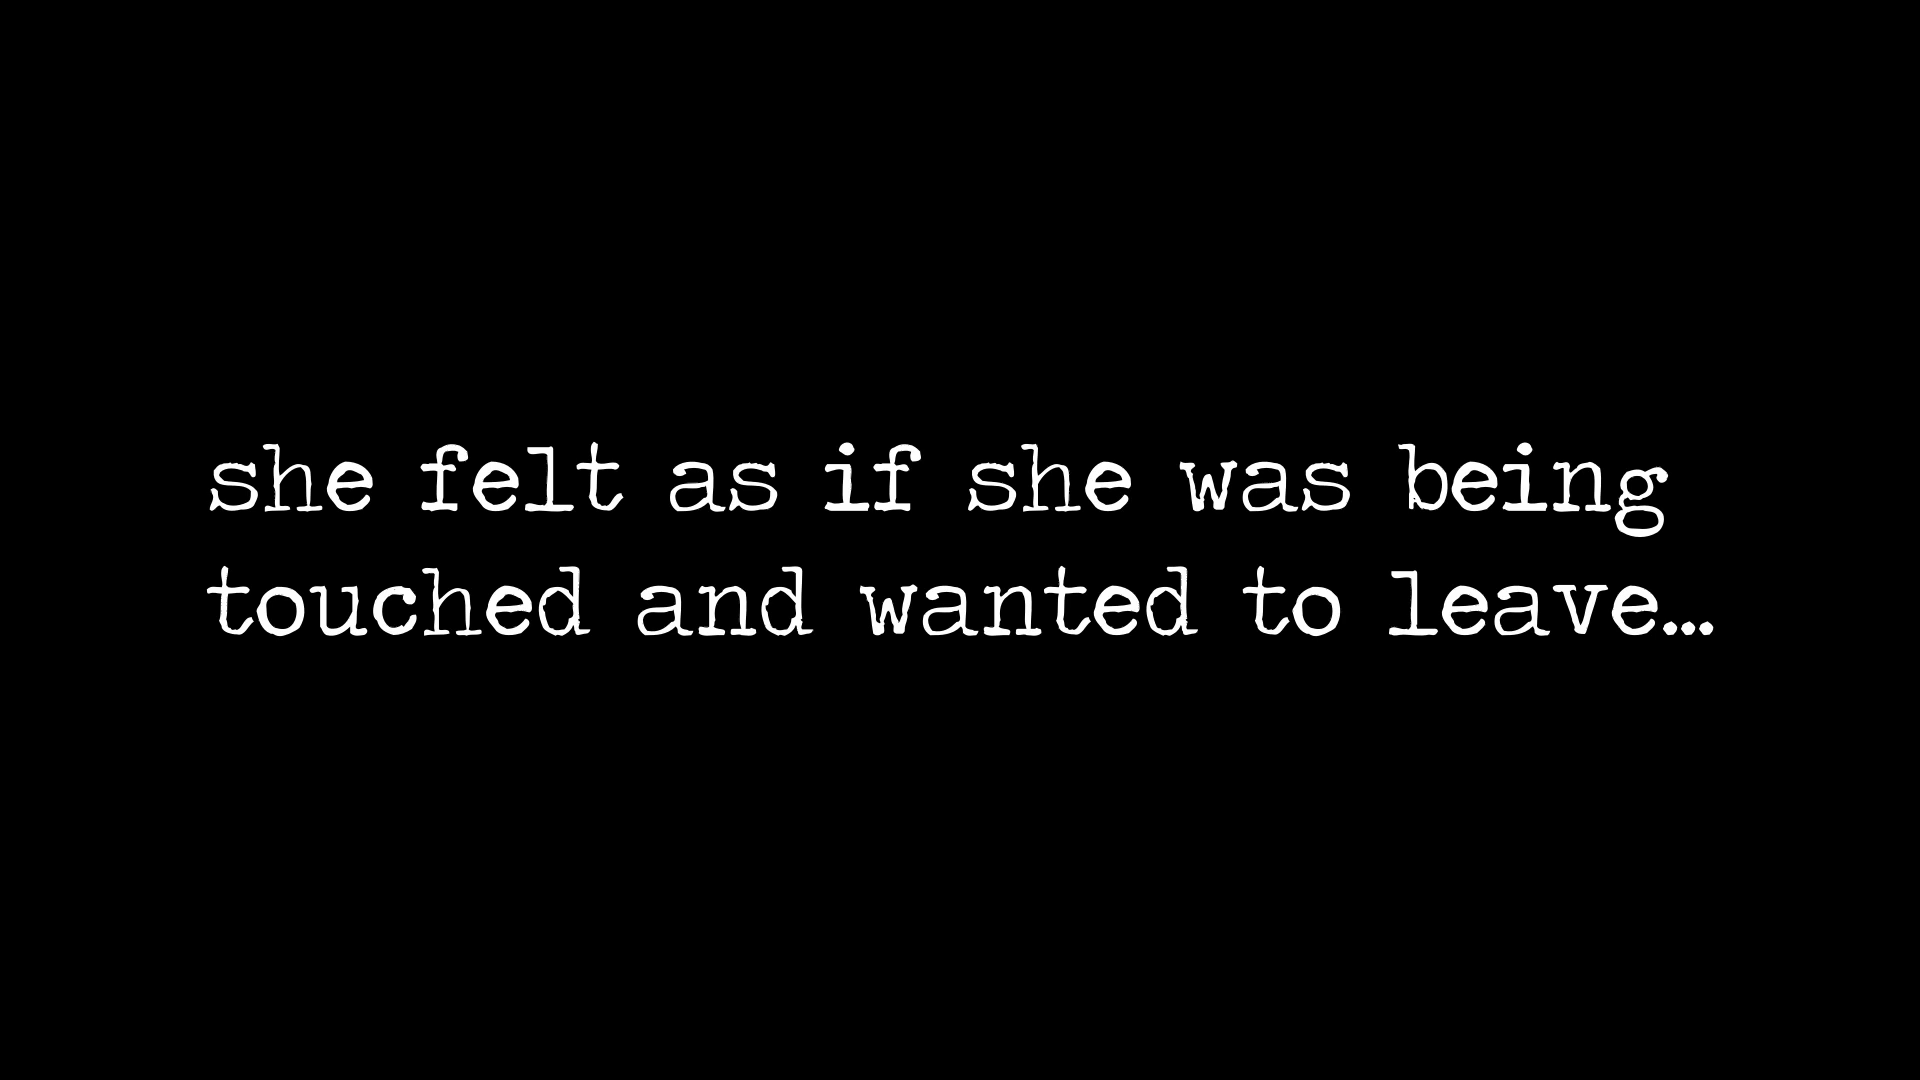 she felt as if she was being
touched and wanted to leave…